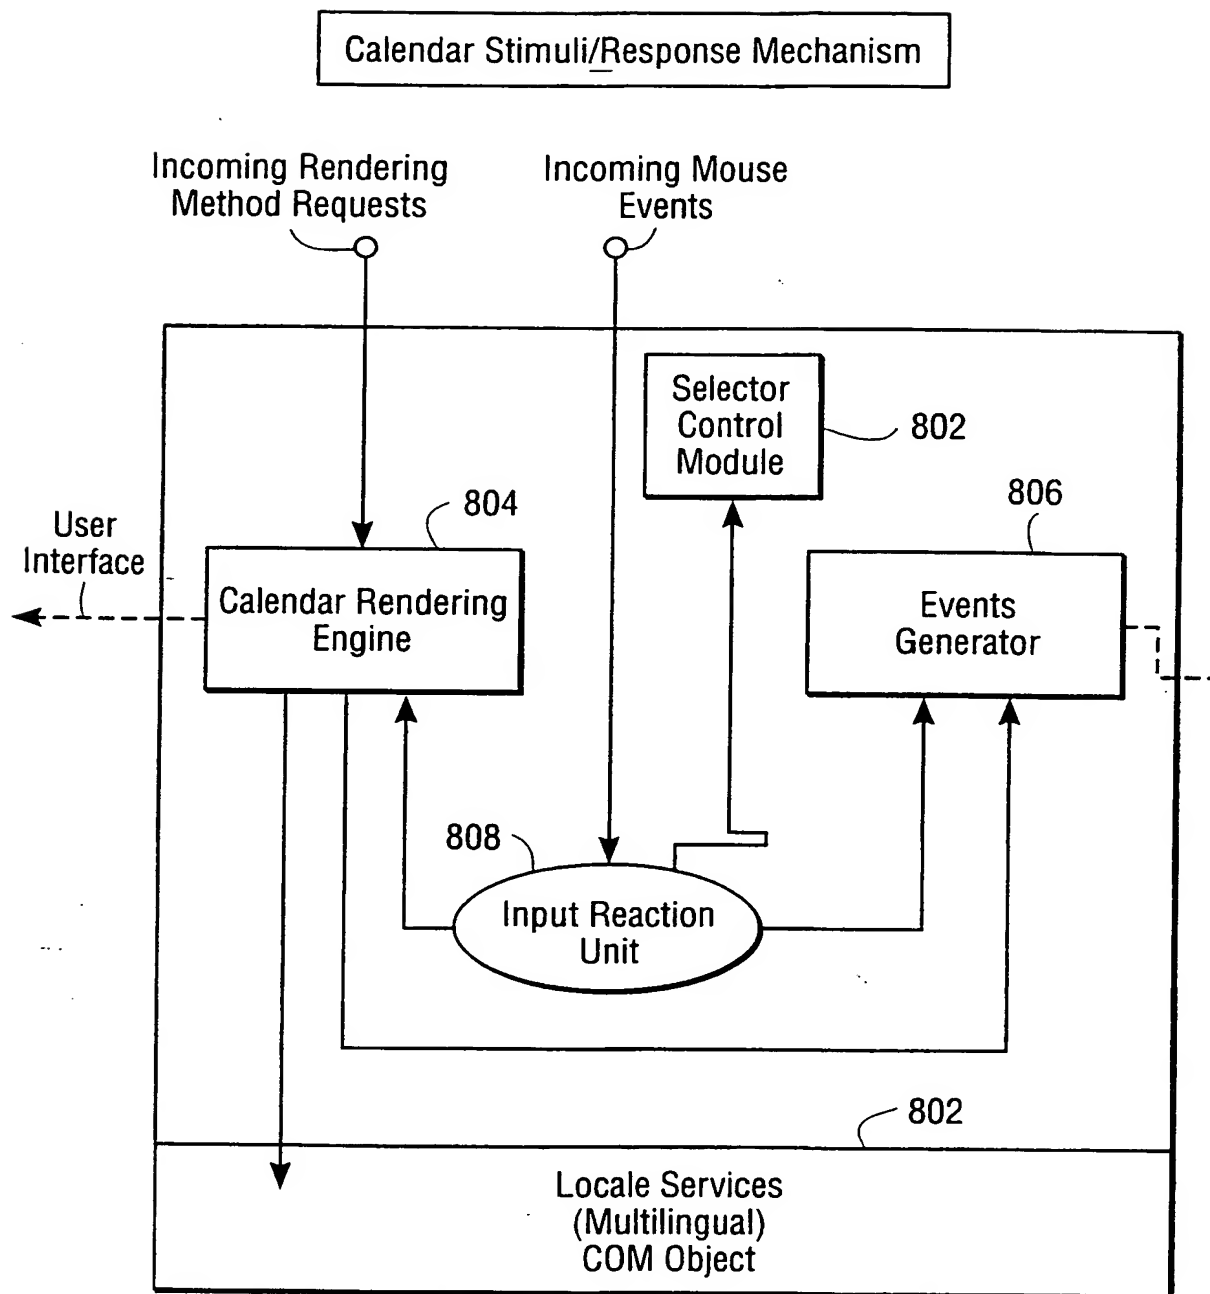 Calendar Stimuli/Response Mechanism
Incoming Rendering
Method Requests
Incoming Mouse
Events
Selector
Control
Module
802
804
806
User
Interface
Calendar Rendering
Engine
Events
Generator
808
Input Reaction
Unit
802
Locale Services
(Multilingual)
COM Object